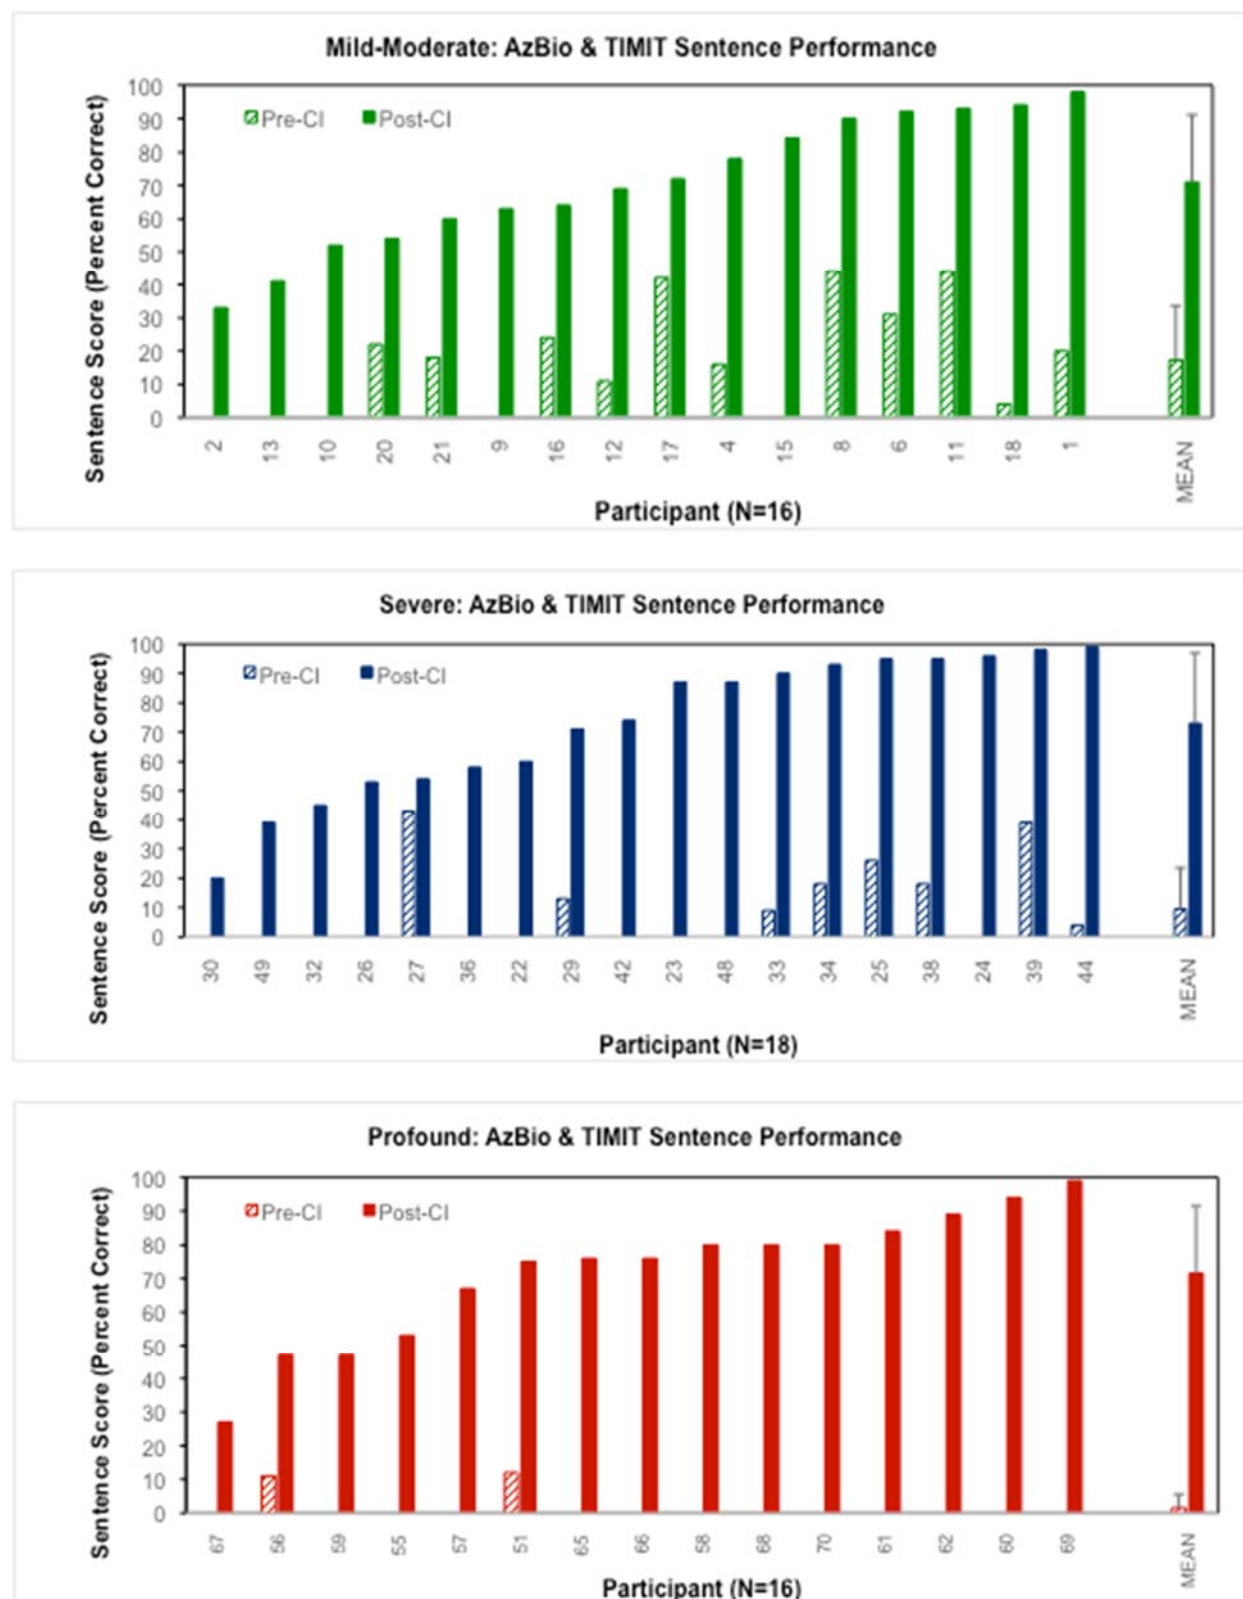 Mild-Moderate: AzBio & TIMIT Sentence Performance
Sentence Score (Percent Correct)
100
90
80
70
60
50
40
30
20
10
0
Pre-CI Post-CI
2 13 10 20 21 9 16 12 17 4 15 8 6 11 18 1 MEAN
Participant (N=16)
Severe: AzBio & TIMIT Sentence Performance
Sentence Score (Percent Correct)
100
90
80
70
60
50
40
30
20
10
0
Pre-CI Post-CI
30 49 32 26 27 36 22 29 42 23 48 33 34 25 38 24 39 44 MEAN
Participant (N=18)
Profound: AzBio & TIMIT Sentence Performance
Sentence Score (Percent Correct)
100
90
80
70
60
50
40
30
20
10
0
Pre-CI Post-CI
67 56 59 55 57 51 65 66 58 68 70 61 62 60 69 MEAN
Participant (N=16)